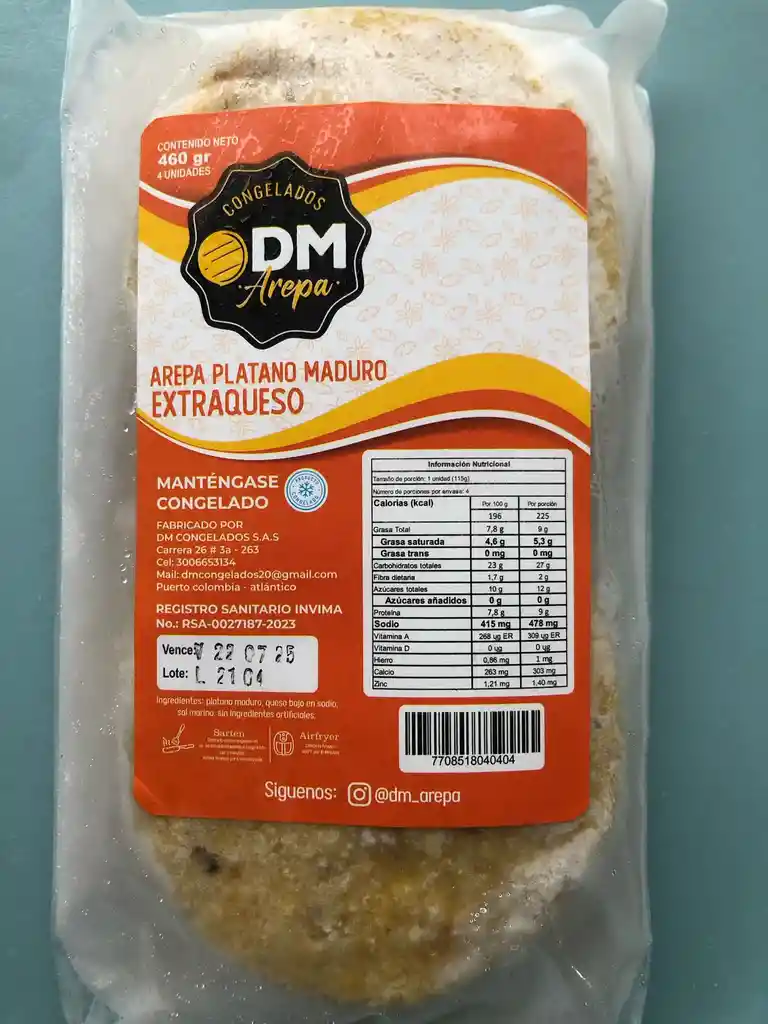 CONTENIDO NETO
460 gr
4 UNIDADES
CONGELADOS
DM
Arepa
AREPA PLATANO MADURO
EXTRAQUESO
MANTÉNGASE
CONGELADO
PRODUCTO
CONGELADO
FABRICADO POR
DM CONGELADOS S.A.S
Carrera 26 # 3a - 263
Cel: 3006653134
Mail: dmcongelados20@gmail.com
Puerto colombia - atlántico
REGISTRO SANITARIO INVIMA
No.: RSA-0027187-2023
Vence: V 22 07 25
Lote: L. 2104
Ingredientes: platano maduro, queso bajo en sodio,
sal marina. sin ingredientes artificiales.
Sarten
Airfryer
Información Nutricional
Tamaño de porción: 1 unidad (115g)
Número de porciones por envase: 4
Calorías (kcal) Por 100 g Por porción
196 225
Grasa Total 7,8 g 9 g
Grasa saturada 4,6 g 5,3 g
Grasa trans 0 mg 0 mg
Carbohidratos totales 23 g 27 g
Fibra dietaria 1,7 g 2 g
Azúcares totales 10 g 12 g
Azúcares añadidos 0 g 0 g
Proteína 7,8 g 9 g
Sodio 415 mg 478 mg
Vitamina A 268 ug ER 309 ug ER
Vitamina D 0 ug 0 ug
Hierro 0,86 mg 1 mg
Calcio 263 mg 303 mg
Zinc 1,21 mg 1,40 mg
7708518040404
Siguenos: @dm_arepa